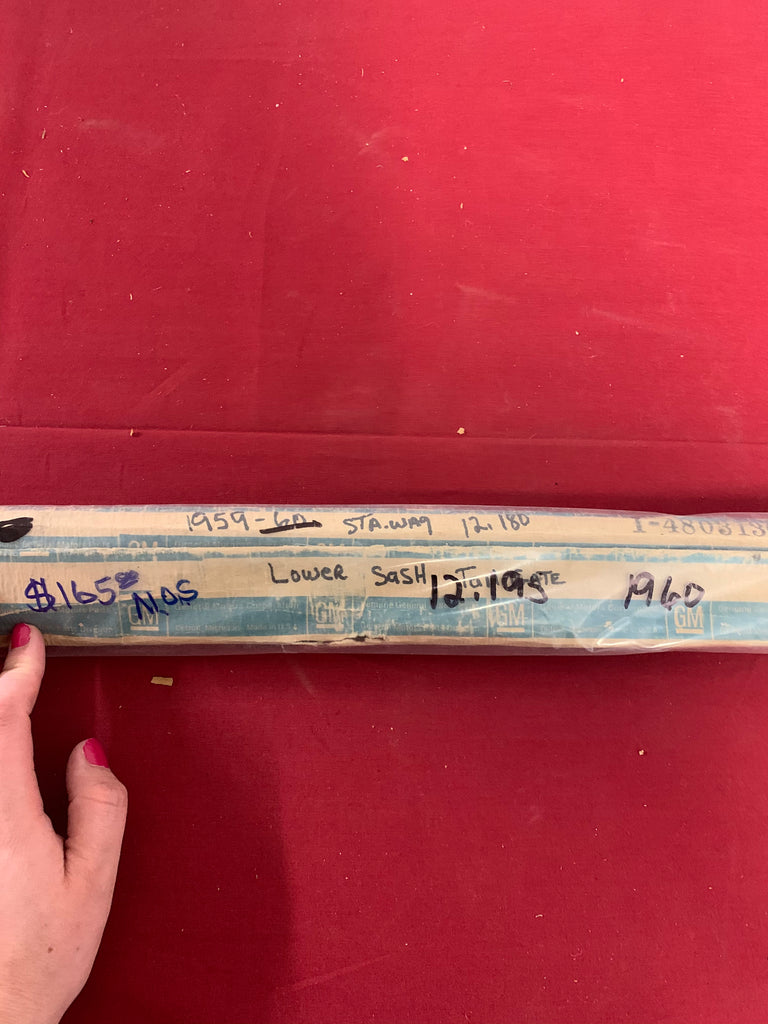 1959-60 STA.WAG 12.180 1-480313
LOWER SASH TAILGATE
$165 N.O.S 12.195 1960
GM GM GM GM